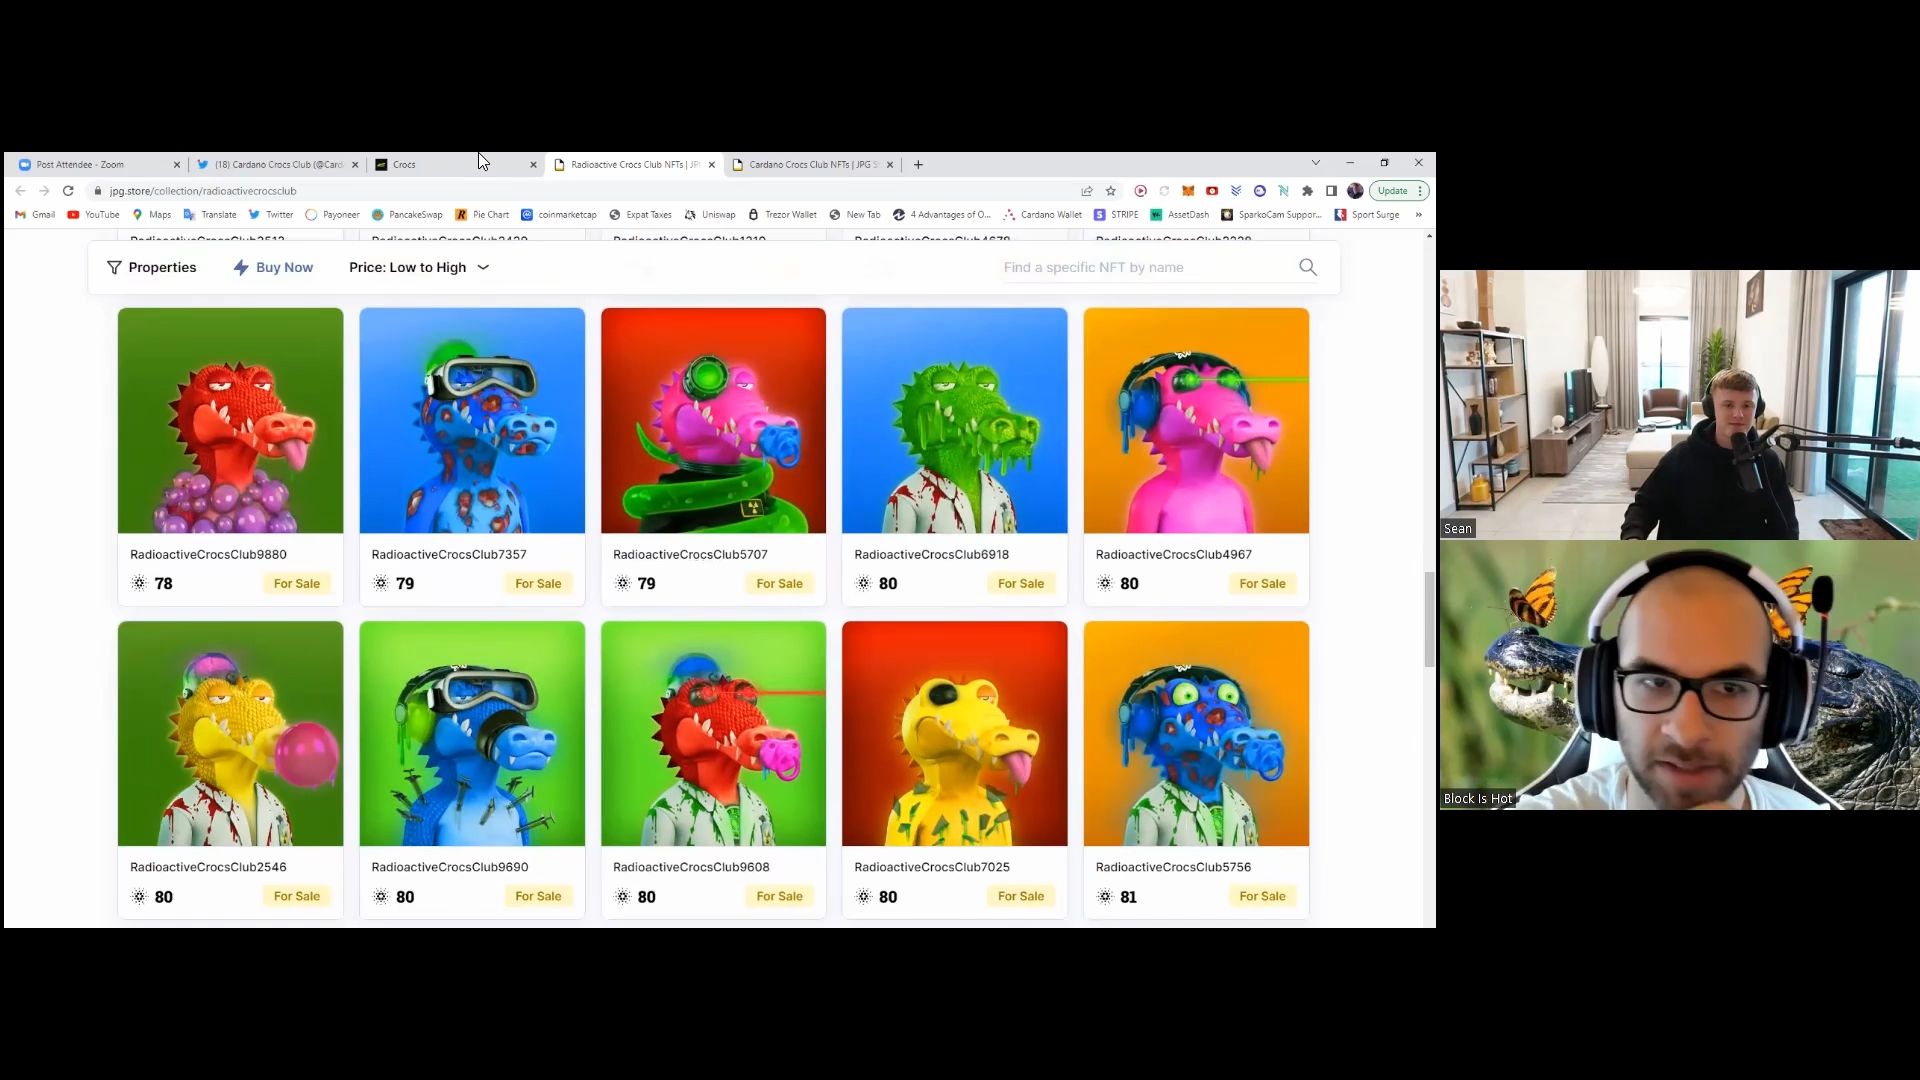 Post Attendee - Zoom
(18) Cardano Crocs Club (@Card
Crocs
Radioactive Crocs Club NFTs | JP
Cardano Crocs Club NFTs | JPG S
jpg.store/collection/radioactivecrocsclub
Update
Gmail
YouTube
Maps
Translate
Twitter
Payoneer
PancakeSwap
Pie Chart
coinmarketcap
Expat Taxes
Uniswap
Trezor Wallet
New Tab
4 Advantages of O...
Cardano Wallet
STRIPE
AssetDash
SparkoCam Suppor...
Sport Surge
»
Properties
Buy Now
Price: Low to High
Find a specific NFT by name
RadioactiveCrocsClub9880
78
For Sale
RadioactiveCrocsClub7357
79
For Sale
RadioactiveCrocsClub5707
79
For Sale
RadioactiveCrocsClub6918
80
For Sale
RadioactiveCrocsClub4967
80
For Sale
RadioactiveCrocsClub2546
80
For Sale
RadioactiveCrocsClub9690
80
For Sale
RadioactiveCrocsClub9608
80
For Sale
RadioactiveCrocsClub7025
80
For Sale
RadioactiveCrocsClub5756
81
For Sale
Sean
Block Is Hot